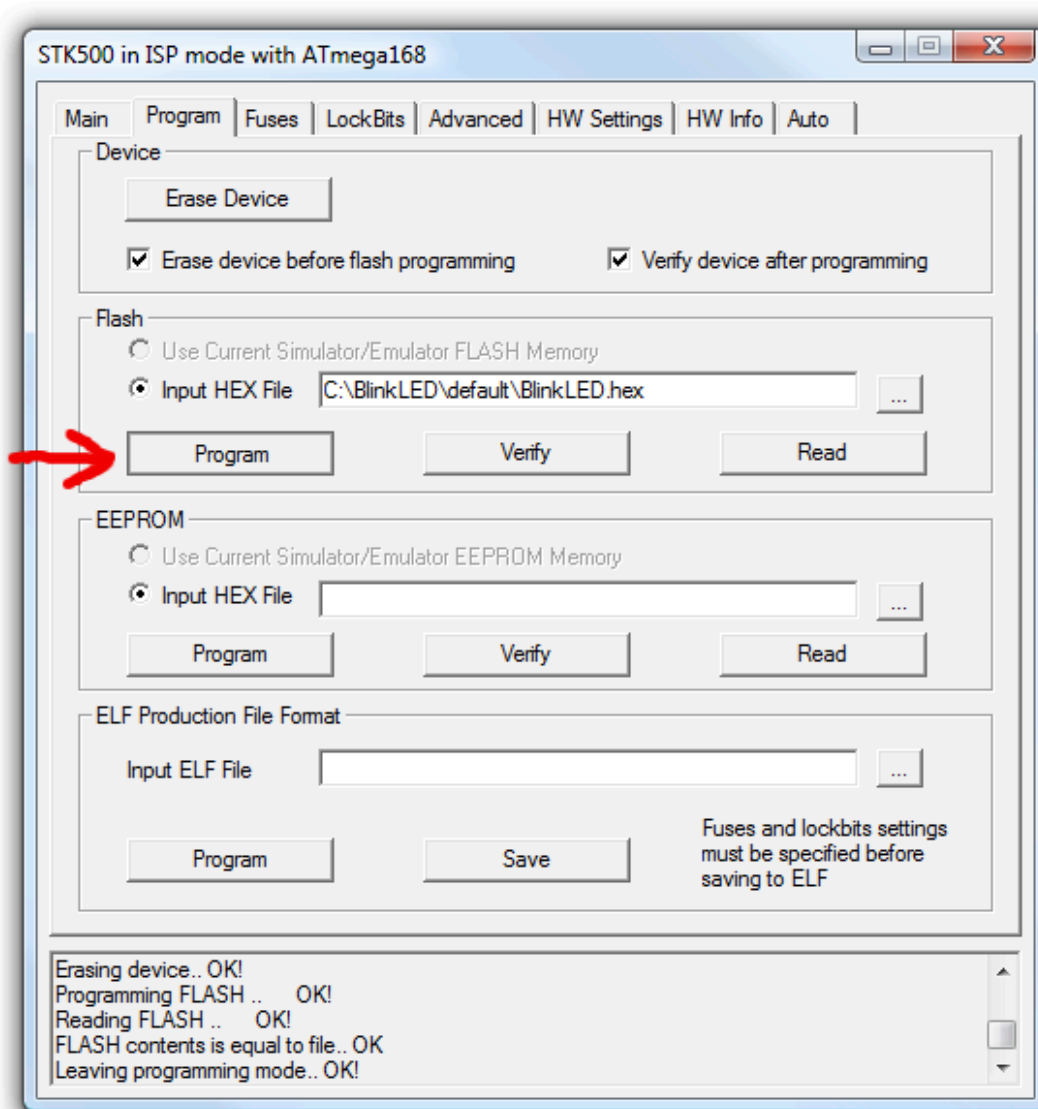 STK500 in ISP mode with ATmega168
Main Program Fuses LockBits Advanced HW Settings HW Info Auto
Device
Erase Device
Erase device before flash programming Verify device after programming
Flash
Use Current Simulator/Emulator FLASH Memory
Input HEX File C:\BlinkLED\default\BlinkLED.hex ...
Program Verify Read
EEPROM
Use Current Simulator/Emulator EEPROM Memory
Input HEX File ...
Program Verify Read
ELF Production File Format
Input ELF File ...
Program Save
Fuses and lockbits settings
must be specified before
saving to ELF
Erasing device.. OK!
Programming FLASH .. OK!
Reading FLASH .. OK!
FLASH contents is equal to file.. OK
Leaving programming mode.. OK!